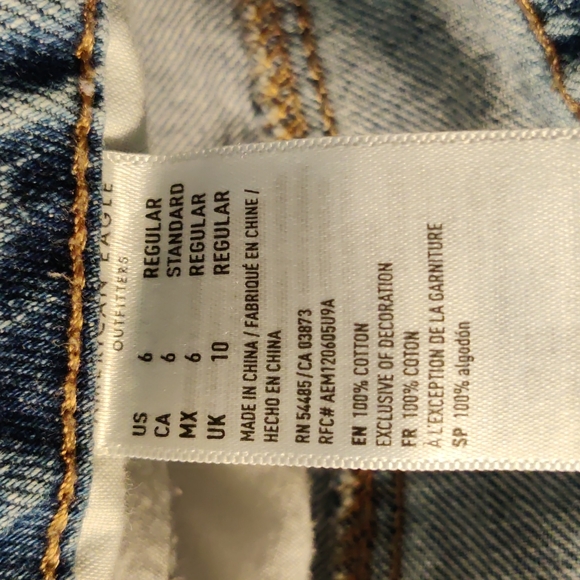 AMERICAN EAGLE
OUTFITTERS
US 6 REGULAR
CA 6 STANDARD
MX 6 REGULAR
UK 10 REGULAR
MADE IN CHINA / FABRIQUÉ EN CHINE /
HECHO EN CHINA
RN 54485/CA 03873
RFC# AEM120605U9A
EN 100% COTTON
EXCLUSIVE OF DECORATION
FR 100% COTON
À L'EXCEPTION DE LA GARNITURE
SP 100% algodón